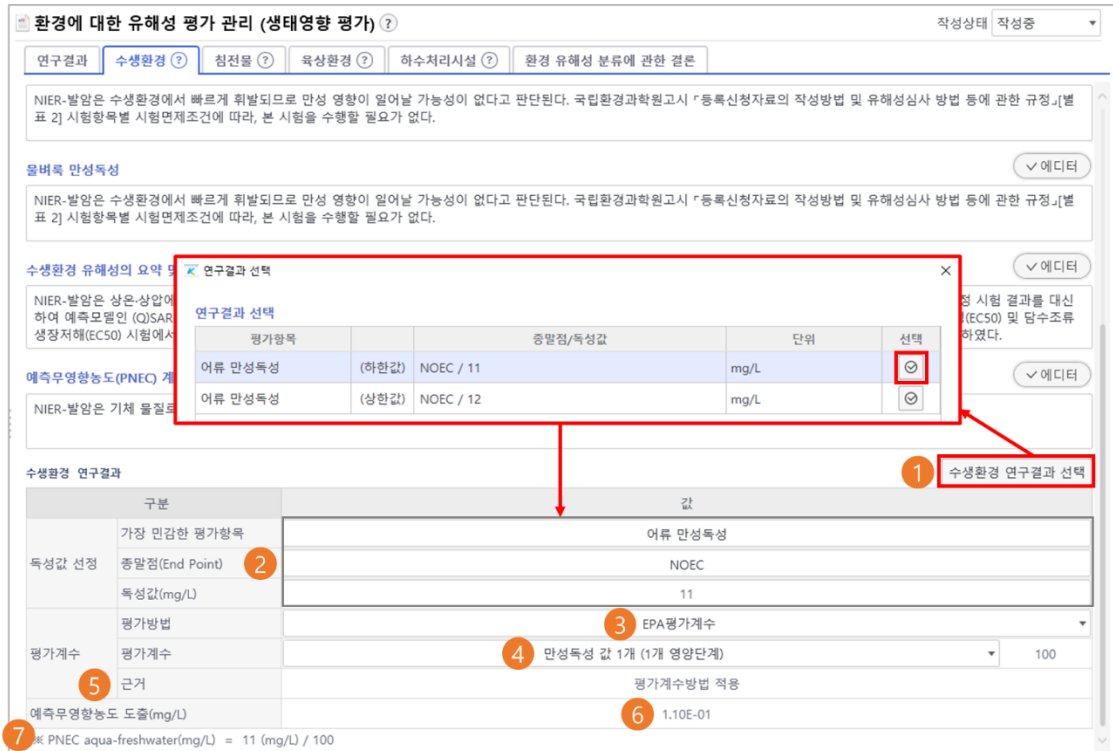 환경에 대한 유해성 평가 관리 (생태영향 평가) ?
작성상태 작성중
연구결과 수생환경 ? 침전물 ? 육상환경 ? 하수처리시설 ? 환경 유해성 분류에 관한 결론
NIER-발암은 수생환경에서 빠르게 휘발되므로 만성 영향이 일어날 가능성이 없다고 판단된다. 국립환경과학원고시 「등록신청자료의 작성방법 및 유해성심사 방법 등에 관한 규정」[별
표 2] 시험항목별 시험면제조건에 따라, 본 시험을 수행할 필요가 없다.
물벼룩 만성독성
에디터
NIER-발암은 수생환경에서 빠르게 휘발되므로 만성 영향이 일어날 가능성이 없다고 판단된다. 국립환경과학원고시 「등록신청자료의 작성방법 및 유해성심사 방법 등에 관한 규정」[별
표 2] 시험항목별 시험면제조건에 따라, 본 시험을 수행할 필요가 없다.
수생환경 유해성의 요약 및
에디터
NIER-발암은 상온·상압에
정 시험 결과를 대신
하여 예측모델인 (Q)SAR
(EC50) 및 담수조류
생장저해(EC50) 시험에서
하였다.
예측무영향농도(PNEC) 계
에디터
NIER-발암은 기체 물질로
연구결과 선택
연구결과 선택
평가항목 종말점/독성값 단위 선택
어류 만성독성 (하한값) NOEC / 11 mg/L
어류 만성독성 (상한값) NOEC / 12 mg/L
수생환경 연구결과
1 수생환경 연구결과 선택
구분 값
독성값 선정
가장 민감한 평가항목 어류 만성독성
종말점(End Point) 2 NOEC
독성값(mg/L) 11
평가계수
평가방법 3 EPA평가계수
평가계수 4 만성독성 값 1개 (1개 영양단계) 100
5 근거 평가계수방법 적용
예측무영향농도 도출(mg/L) 6 1.10E-01
7 ※ PNEC aqua-freshwater(mg/L) = 11 (mg/L) / 100